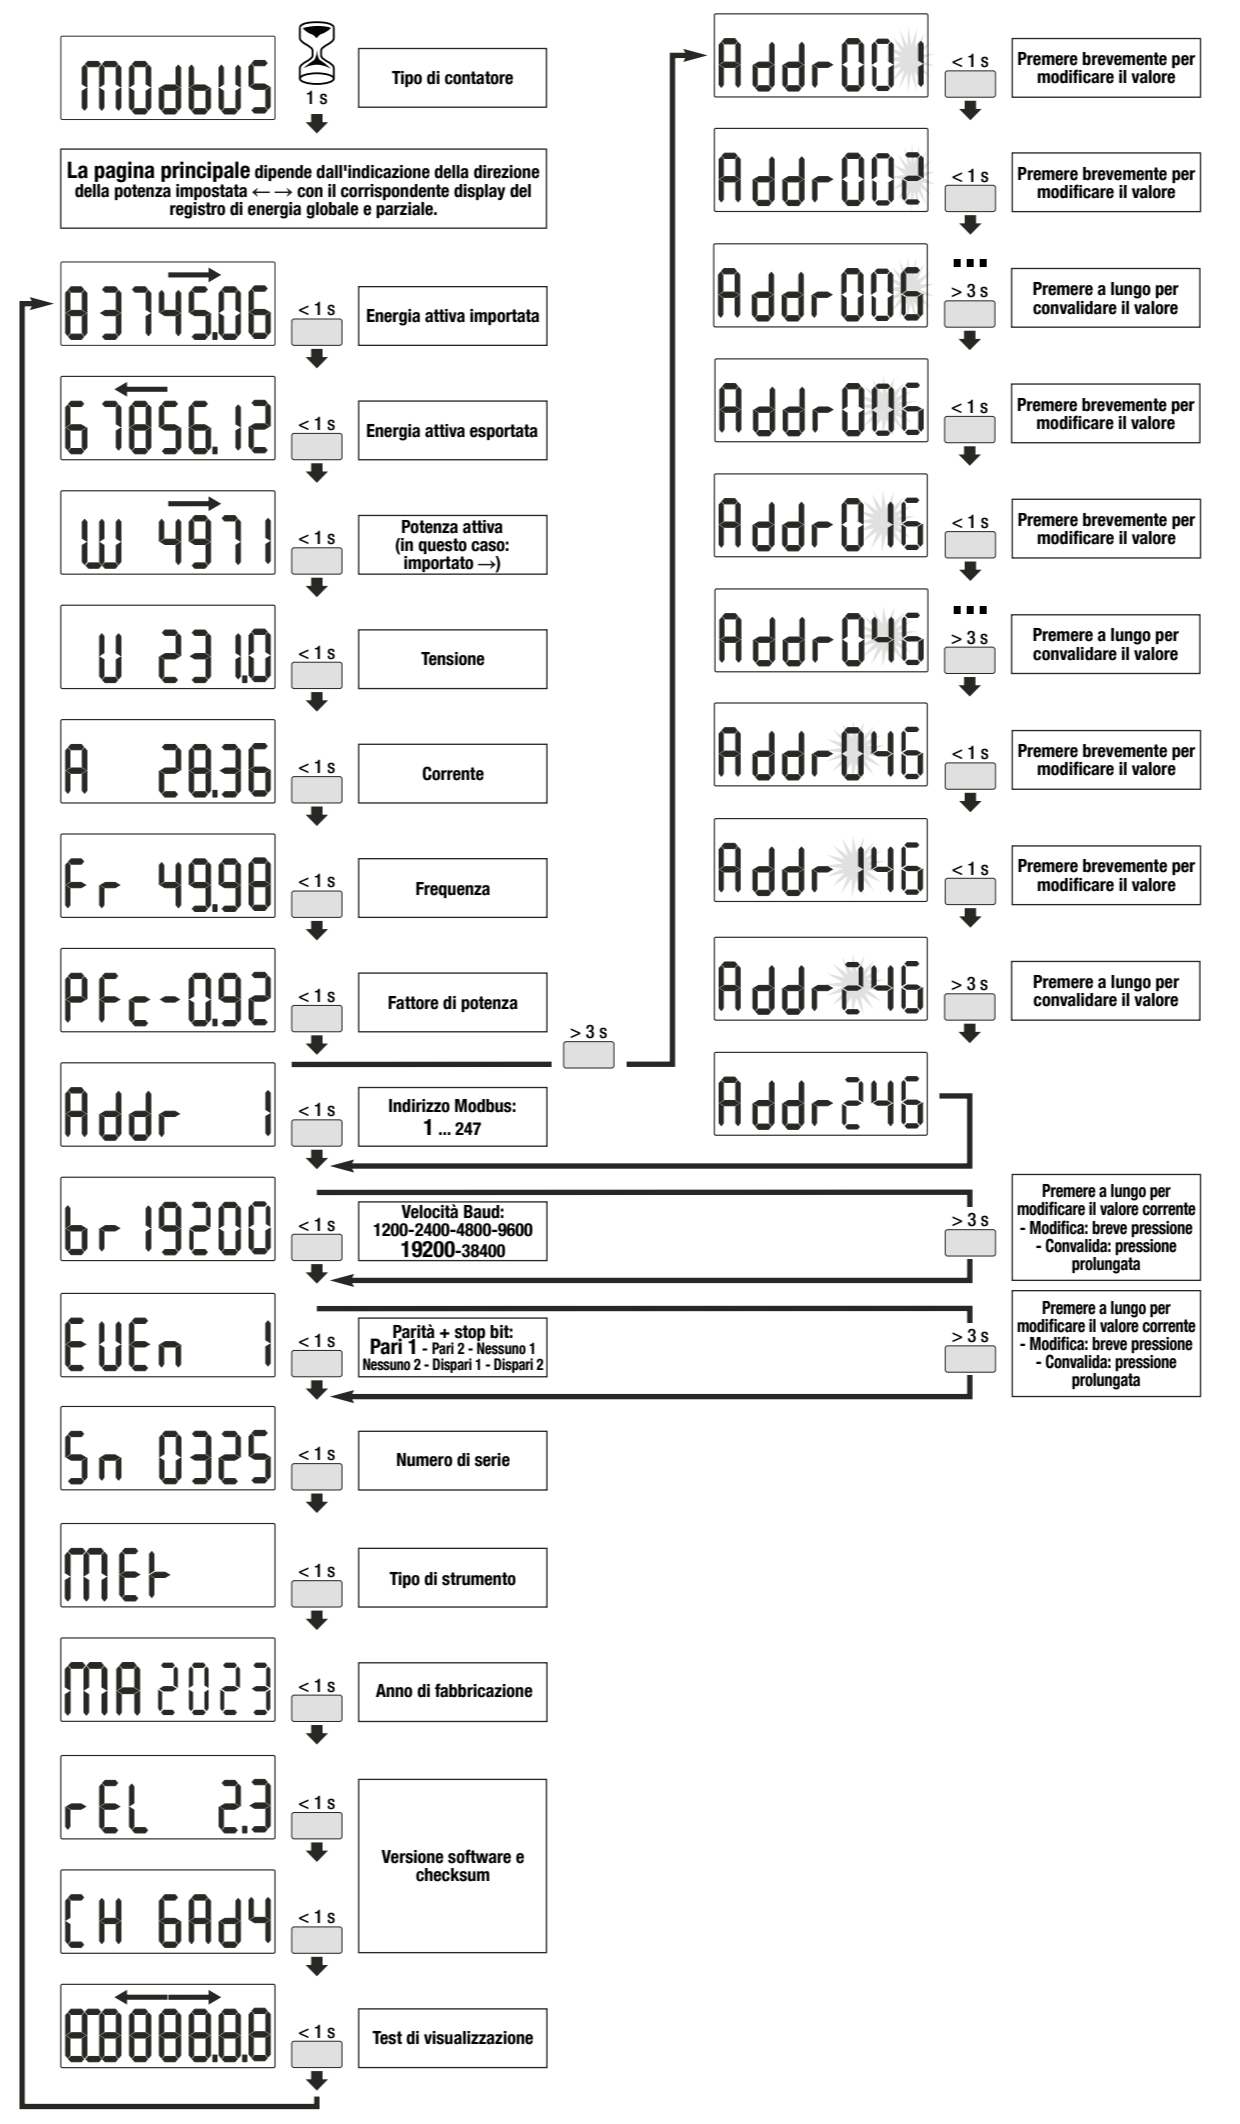 MOdbUS
1 s
Tipo di contatore
La pagina principale dipende dall'indicazione della direzione
della potenza impostata ←→ con il corrispondente display del
registro di energia globale e parziale.
→
83745.06
< 1 s
Energia attiva importata
←
67856.12
< 1 s
Energia attiva esportata
→
W 4971
< 1 s
Potenza attiva
(in questo caso:
importato →)
U 231.0
< 1 s
Tensione
A 28.36
< 1 s
Corrente
Fr 49.98
< 1 s
Frequenza
PFc-0.92
< 1 s
Fattore di potenza
> 3 s
Addr 1
< 1 s
Indirizzo Modbus:
1 ... 247
br 19200
< 1 s
Velocità Baud:
1200-2400-4800-9600
19200-38400
> 3 s
Premere a lungo per
modificare il valore corrente
- Modifica: breve pressione
- Convalida: pressione
prolungata
EVEn 1
< 1 s
Parità + stop bit:
Pari 1 - Pari 2 - Nessuno 1
Nessuno 2 - Dispari 1 - Dispari 2
> 3 s
Premere a lungo per
modificare il valore corrente
- Modifica: breve pressione
- Convalida: pressione
prolungata
Sn 0325
< 1 s
Numero di serie
MEt
< 1 s
Tipo di strumento
MA2023
< 1 s
Anno di fabbricazione
rEL 2.3
< 1 s
Versione software e
checksum
CH 6Ad4
< 1 s
← →
8.8888.8.8
< 1 s
Test di visualizzazione
Addr001
< 1 s
Premere brevemente per
modificare il valore
Addr002
< 1 s
Premere brevemente per
modificare il valore
Addr006
...
> 3 s
Premere a lungo per
convalidare il valore
Addr006
< 1 s
Premere brevemente per
modificare il valore
Addr016
< 1 s
Premere brevemente per
modificare il valore
Addr046
...
> 3 s
Premere a lungo per
convalidare il valore
Addr046
< 1 s
Premere brevemente per
modificare il valore
Addr146
< 1 s
Premere brevemente per
modificare il valore
Addr246
> 3 s
Premere a lungo per
convalidare il valore
Addr246